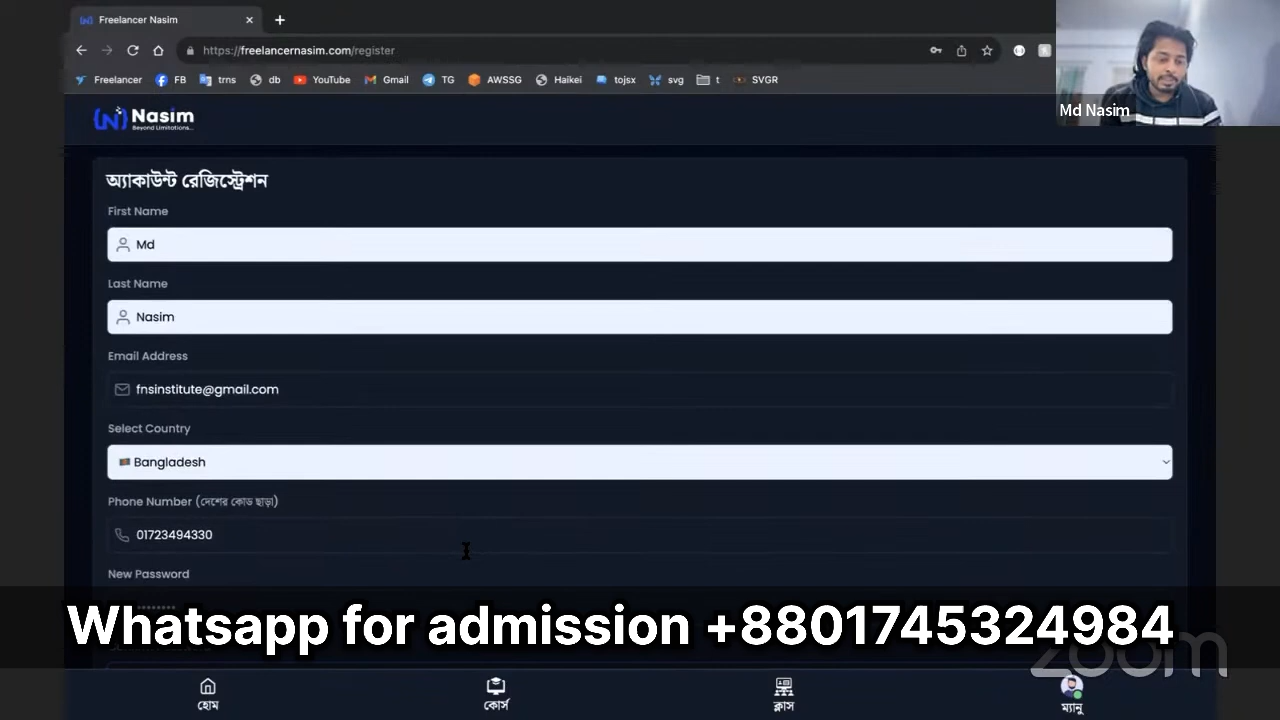 Freelancer Nasim
https://freelancernasim.com/register
Freelancer FB trns db YouTube Gmail TG AWSSG Haikei tojsx svg t SVGR
Md Nasim
Nasim
Beyond Limitations...
অ্যাকাউন্ট রেজিস্ট্রেশন
First Name
Md
Last Name
Nasim
Email Address
fnsinstitute@gmail.com
Select Country
Bangladesh
Phone Number (দেশের কোড ছাড়া)
01723494330
New Password
Whatsapp for admission +8801745324984
zoom
হোম কোর্স ক্লাস ম্যানু